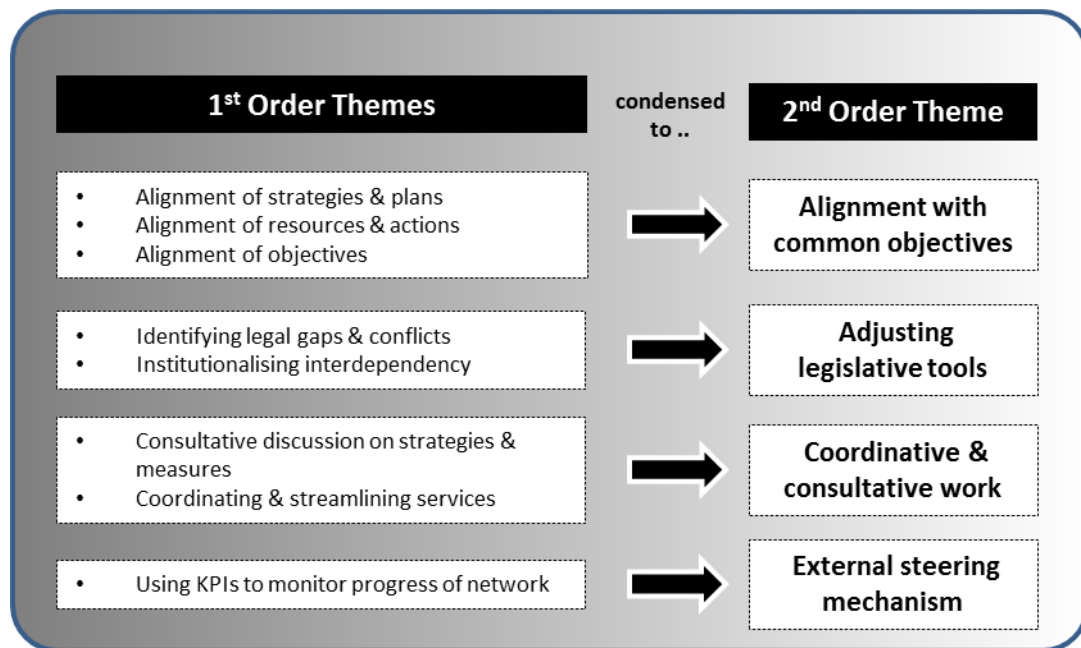 1st Order Themes
condensed
to ..
2nd Order Theme
• Alignment of strategies & plans
• Alignment of resources & actions
• Alignment of objectives
Alignment with
common objectives
• Identifying legal gaps & conflicts
• Institutionalising interdependency
Adjusting
legislative tools
• Consultative discussion on strategies &
measures
• Coordinating & streamlining services
Coordinative &
consultative work
• Using KPIs to monitor progress of network
External steering
mechanism